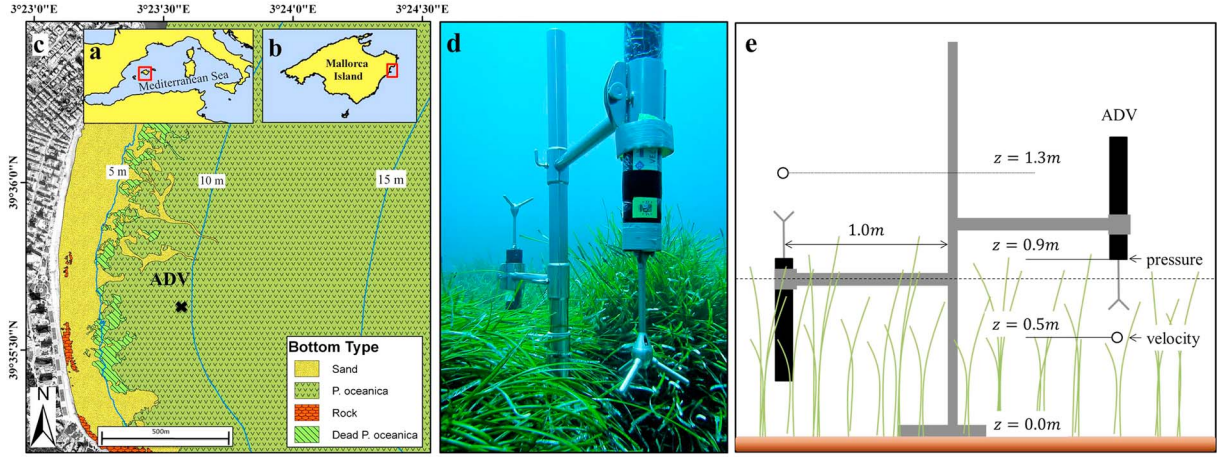 3°23'0"E
3°23'30"E
3°24'0"E
3°24'30"E
c
a
Mediterranean Sea
b
Mallorca
Island
5 m
10 m
15 m
39°36'0"N
39°35'30"N
ADV
Bottom Type
Sand
P. oceanica
Rock
Dead P. oceanica
N
500m
d
e
ADV
z = 1.3m
1.0m
z = 0.9m
pressure
z = 0.5m
velocity
z = 0.0m